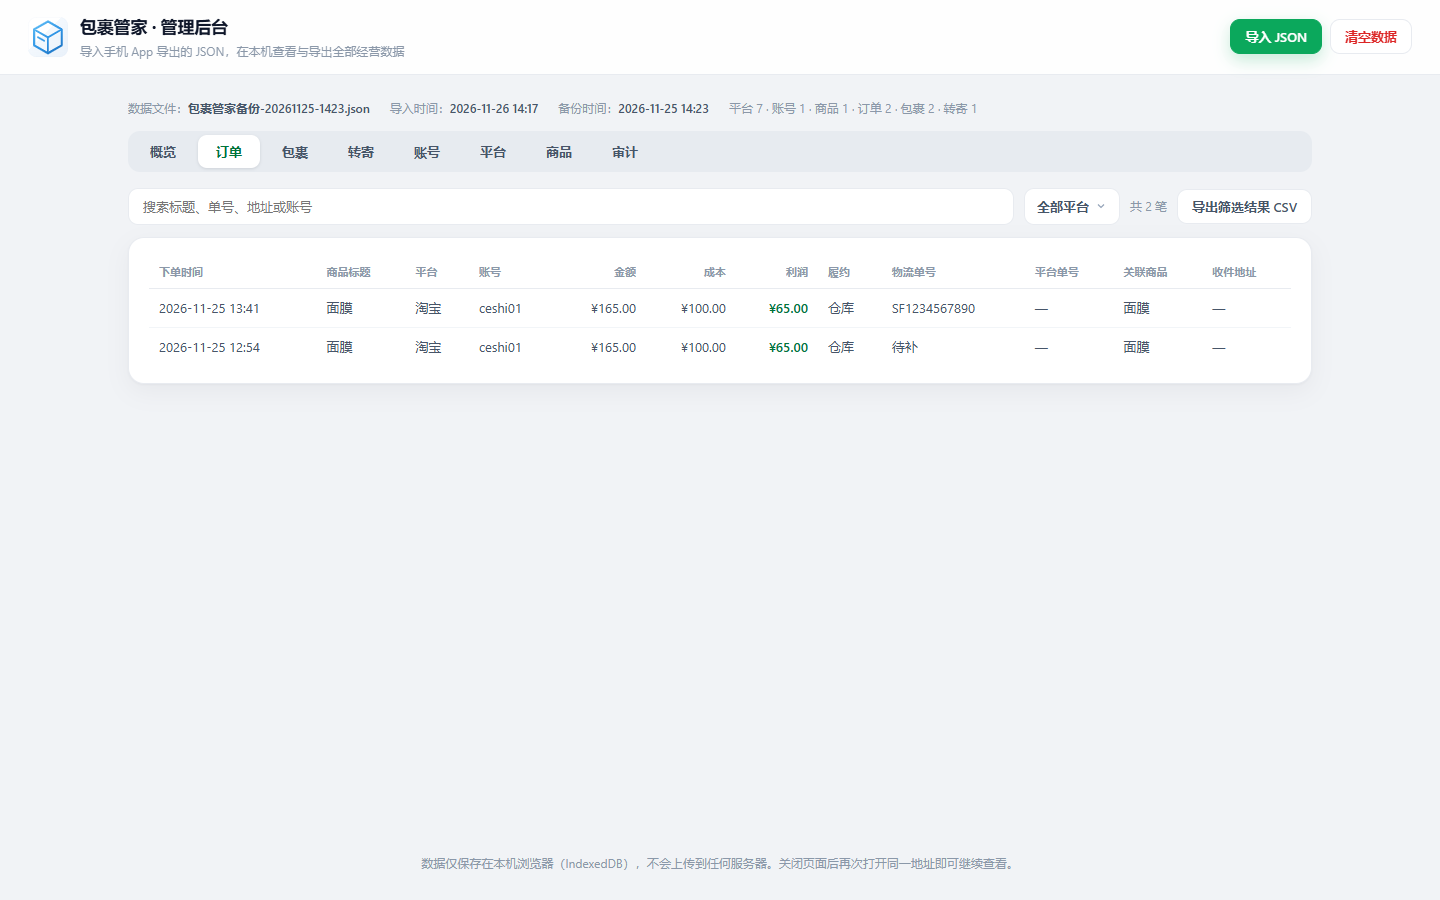 包裹管家 · 管理后台
导入手机 App 导出的 JSON，在本机查看与导出全部经营数据
导入 JSON
清空数据
数据文件：包裹管家备份-20261125-1423.json 导入时间：2026-11-26 14:17 备份时间：2026-11-25 14:23 平台 7 · 账号 1 · 商品 1 · 订单 2 · 包裹 2 · 转寄 1
概览 订单 包裹 转寄 账号 平台 商品 审计
搜索标题、单号、地址或账号 全部平台 共 2 笔 导出筛选结果 CSV
下单时间 商品标题 平台 账号 金额 成本 利润 履约 物流单号 平台单号 关联商品 收件地址
2026-11-25 13:41 面膜 淘宝 ceshi01 ¥165.00 ¥100.00 ¥65.00 仓库 SF1234567890 — 面膜 —
2026-11-25 12:54 面膜 淘宝 ceshi01 ¥165.00 ¥100.00 ¥65.00 仓库 待补 — 面膜 —
数据仅保存在本机浏览器（IndexedDB），不会上传到任何服务器。关闭页面后再次打开同一地址即可继续查看。